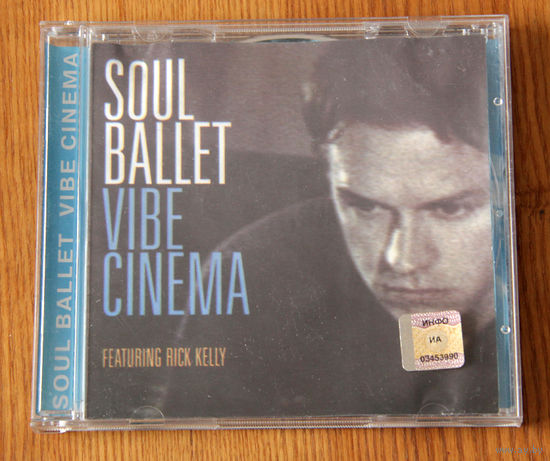 SOUL BALLET VIBE CINEMA
SOUL
BALLET
VIBE
CINEMA
FEATURING RICK KELLY
ИНФО
ИА
03453990